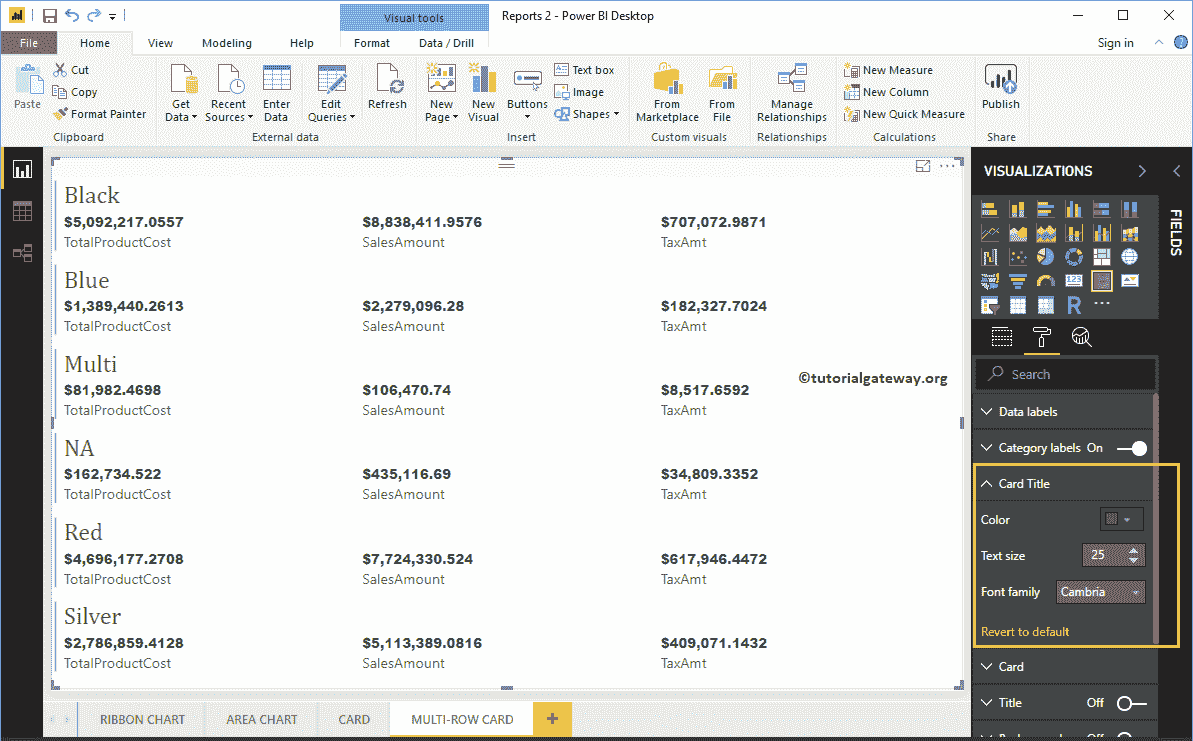 Visual tools
Reports 2 - Power BI Desktop
File Home View Modeling Help Format Data / Drill Sign in
Paste
Cut
Copy
Format Painter
Clipboard
Get Data
Recent Sources
Enter Data
Edit Queries
External data
Refresh
New Page
New Visual
Buttons
Text box
Image
Shapes
Insert
From Marketplace
From File
Custom visuals
Manage Relationships
Relationships
New Measure
New Column
New Quick Measure
Calculations
Publish
Share
Black
$5,092,217.0557 $8,838,411.9576 $707,072.9871
TotalProductCost SalesAmount TaxAmt
Blue
$1,389,440.2613 $2,279,096.28 $182,327.7024
TotalProductCost SalesAmount TaxAmt
Multi
$81,982.4698 $106,470.74 $8,517.6592
TotalProductCost SalesAmount TaxAmt
©tutorialgateway.org
NA
$162,734.522 $435,116.69 $34,809.3352
TotalProductCost SalesAmount TaxAmt
Red
$4,696,177.2708 $7,724,330.524 $617,946.4472
TotalProductCost SalesAmount TaxAmt
Silver
$2,786,859.4128 $5,113,389.0816 $409,071.1432
TotalProductCost SalesAmount TaxAmt
RIBBON CHART AREA CHART CARD MULTI-ROW CARD +
VISUALIZATIONS
FIELDS
123
R
Search
Data labels
Category labels On
Card Title
Color
Text size 25
Font family Cambria
Revert to default
Card
Title Off